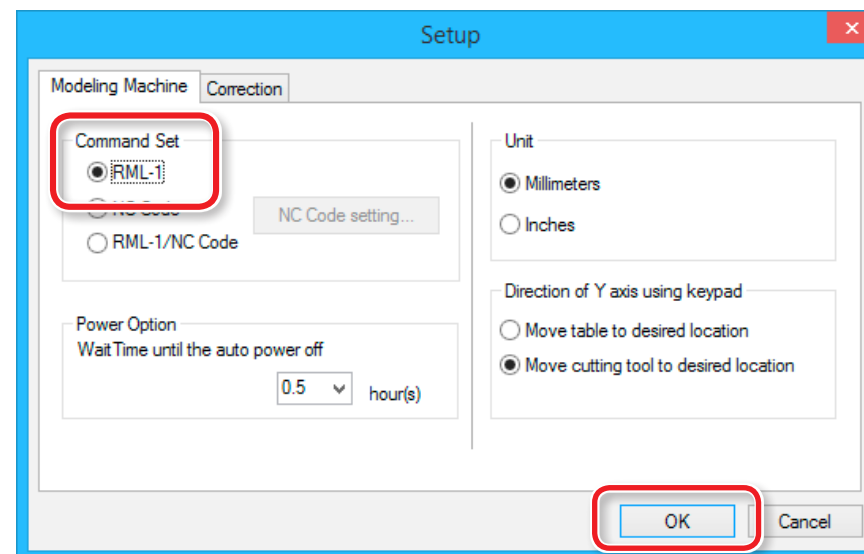 Setup
Modeling Machine
Correction
Command Set
RML-1
NC Code
NC Code setting...
RML-1/NC Code
Power Option
WaitTime until the auto power off
0.5
hour(s)
Unit
Millimeters
Inches
Direction of Y axis using keypad
Move table to desired location
Move cutting tool to desired location
OK
Cancel